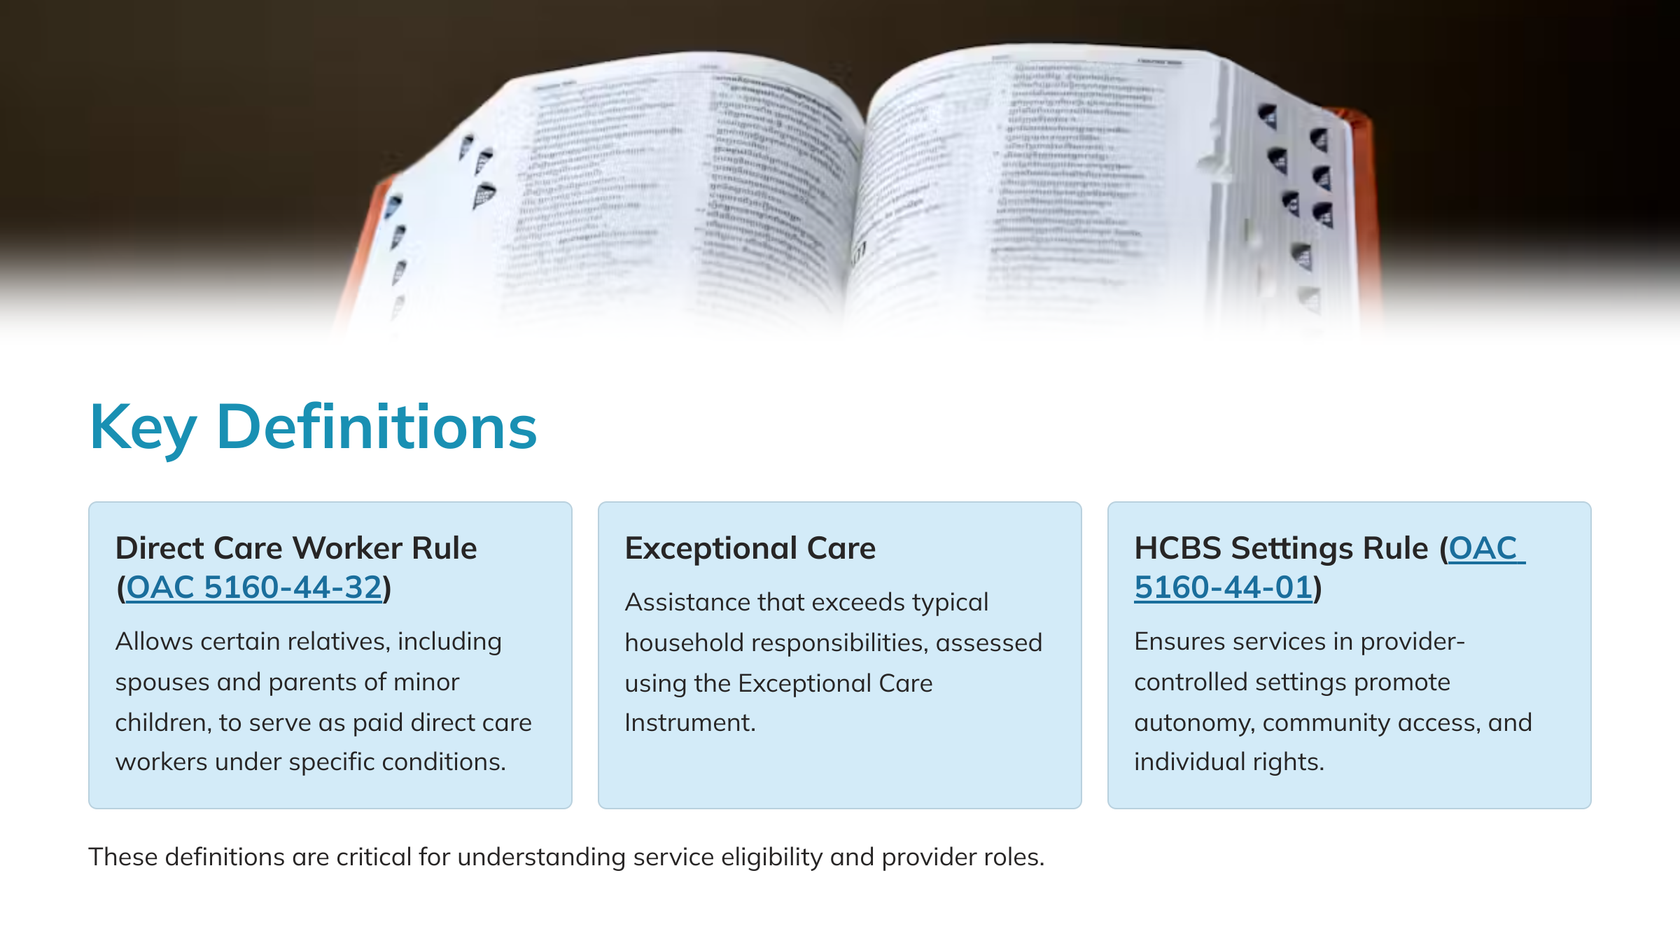 Key Definitions
Direct Care Worker Rule
(OAC 5160-44-32)
Allows certain relatives, including
spouses and parents of minor
children, to serve as paid direct care
workers under specific conditions.
Exceptional Care
Assistance that exceeds typical
household responsibilities, assessed
using the Exceptional Care
Instrument.
HCBS Settings Rule (OAC
5160-44-01)
Ensures services in provider-
controlled settings promote
autonomy, community access, and
individual rights.
These definitions are critical for understanding service eligibility and provider roles.